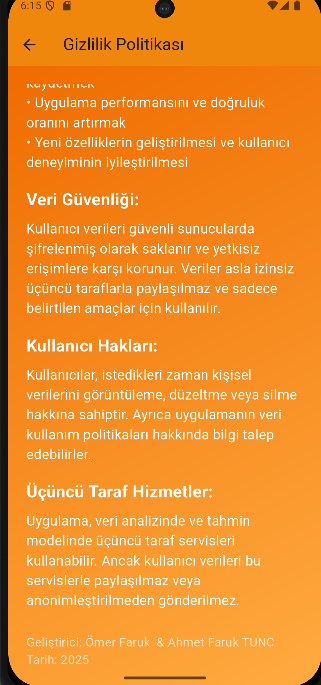 6:15
Gizlilik Politikası
kaydetmek
• Uygulama performansını ve doğruluk
oranını artırmak
• Yeni özelliklerin geliştirilmesi ve kullanıcı
deneyiminin iyileştirilmesi
Veri Güvenliği:
Kullanıcı verileri güvenli sunucularda
şifrelenmiş olarak saklanır ve yetkisiz
erişimlere karşı korunur. Veriler asla izinsiz
üçüncü taraflarla paylaşılmaz ve sadece
belirtilen amaçlar için kullanılır.
Kullanıcı Hakları:
Kullanıcılar, istedikleri zaman kişisel
verilerini görüntüleme, düzeltme veya silme
hakkına sahiptir. Ayrıca uygulamanın veri
kullanım politikaları hakkında bilgi talep
edebilirler.
Üçüncü Taraf Hizmetler:
Uygulama, veri analizinde ve tahmin
modelinde üçüncü taraf servisleri
kullanabilir. Ancak kullanıcı verileri bu
servislerle paylaşılmaz veya
anonimleştirilmeden gönderilmez.
Geliştirici: Ömer Faruk  & Ahmet Faruk TUNC
Tarih: 2025